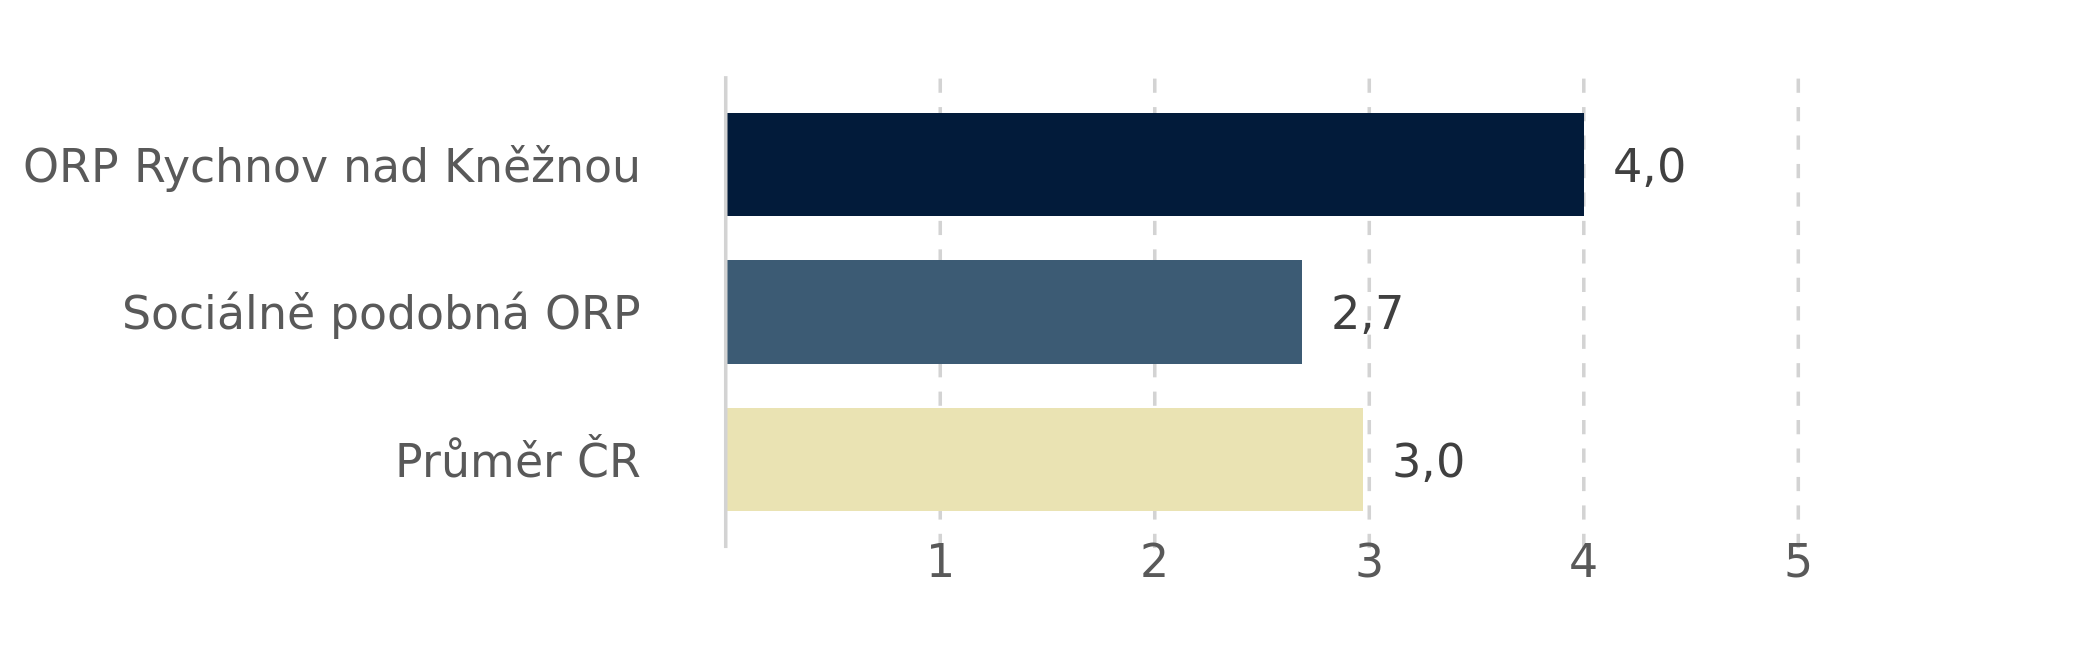 ORP Rychnov nad Kněžnou
4,0
Sociálně podobná ORP
2,7
Průměr ČR
3,0
1 2 3 4 5